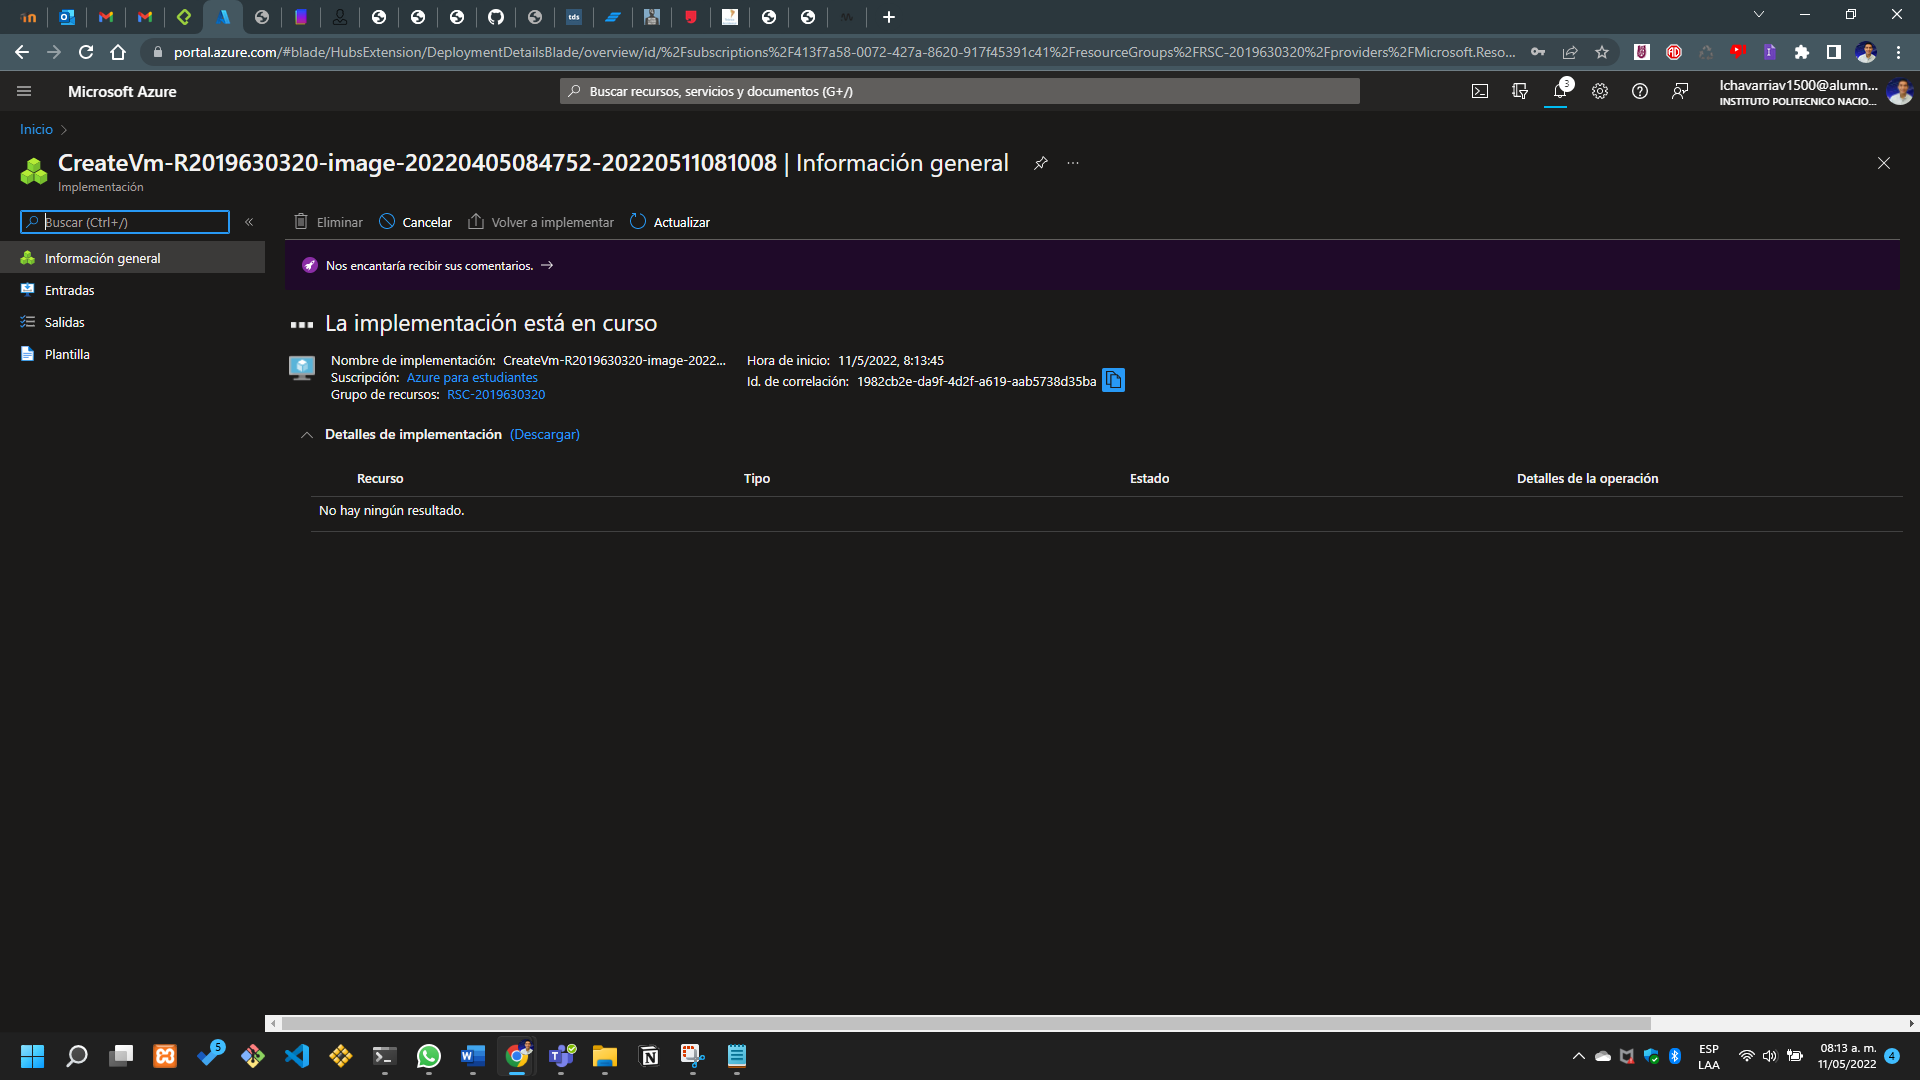 portal.azure.com/#blade/HubsExtension/DeploymentDetailsBlade/overview/id/%2Fsubscriptions%2F413f7a58-0072-427a-8620-917f45391c41%2FresourceGroups%2FRSC-2019630320%2Fproviders%2FMicrosoft.Reso...
Microsoft Azure
Buscar recursos, servicios y documentos (G+/)
3
lchavarriav1500@alumn...
INSTITUTO POLITECNICO NACIO...
Inicio
CreateVm-R2019630320-image-20220405084752-20220511081008 | Información general
Implementación
Buscar (Ctrl+/)
Eliminar
Cancelar
Volver a implementar
Actualizar
Información general
Entradas
Salidas
Plantilla
Nos encantaría recibir sus comentarios.
La implementación está en curso
Nombre de implementación: CreateVm-R2019630320-image-2022...
Suscripción: Azure para estudiantes
Grupo de recursos: RSC-2019630320
Hora de inicio: 11/5/2022, 8:13:45
Id. de correlación: 1982cb2e-da9f-4d2f-a619-aab5738d35ba
Detalles de implementación (Descargar)
Recurso Tipo Estado Detalles de la operación
No hay ningún resultado.
5
ESP
LAA
08:13 a. m.
11/05/2022
4